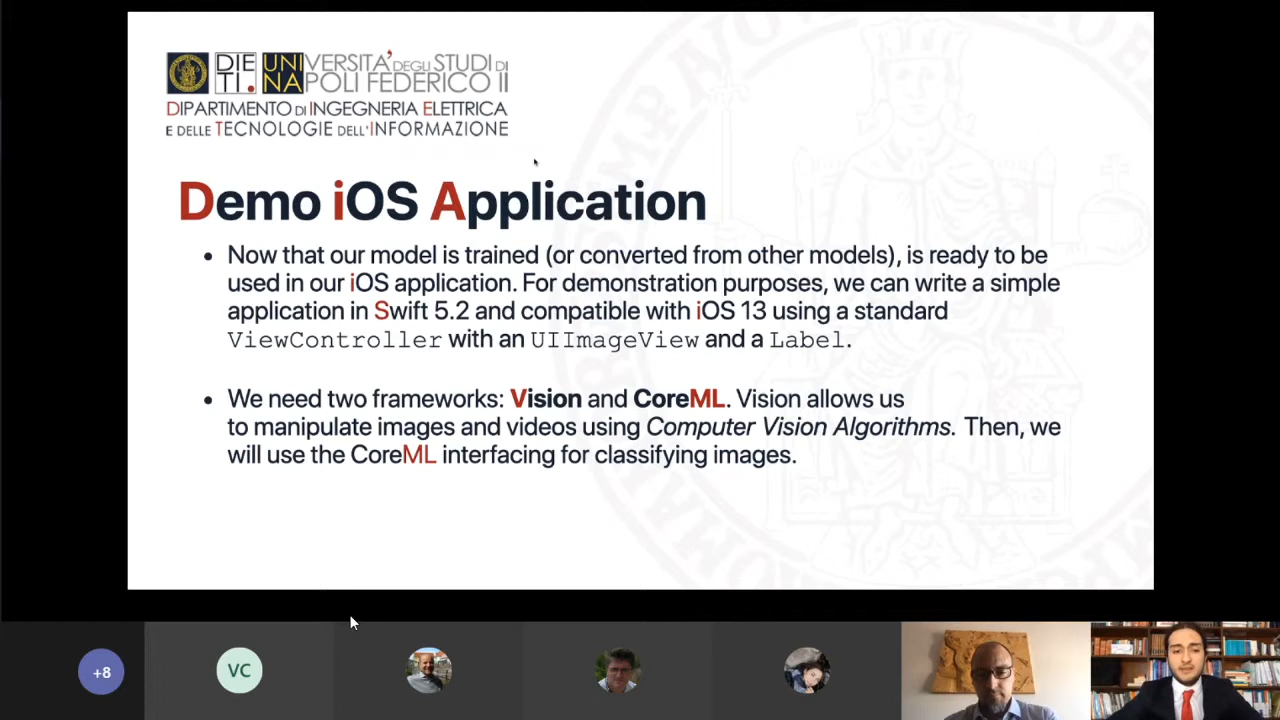 DIE UNIVERSITA' DEGLI STUDI DI
TI. NAPOLI FEDERICO II
DIPARTIMENTO DI INGEGNERIA ELETTRICA
E DELLE TECNOLOGIE DELL'INFORMAZIONE
Demo iOS Application
• Now that our model is trained (or converted from other models), is ready to be
used in our iOS application. For demonstration purposes, we can write a simple
application in Swift 5.2 and compatible with iOS 13 using a standard
ViewController with an UIImageView and a Label.
• We need two frameworks: Vision and CoreML. Vision allows us
to manipulate images and videos using Computer Vision Algorithms. Then, we
will use the CoreML interfacing for classifying images.
+8
VC